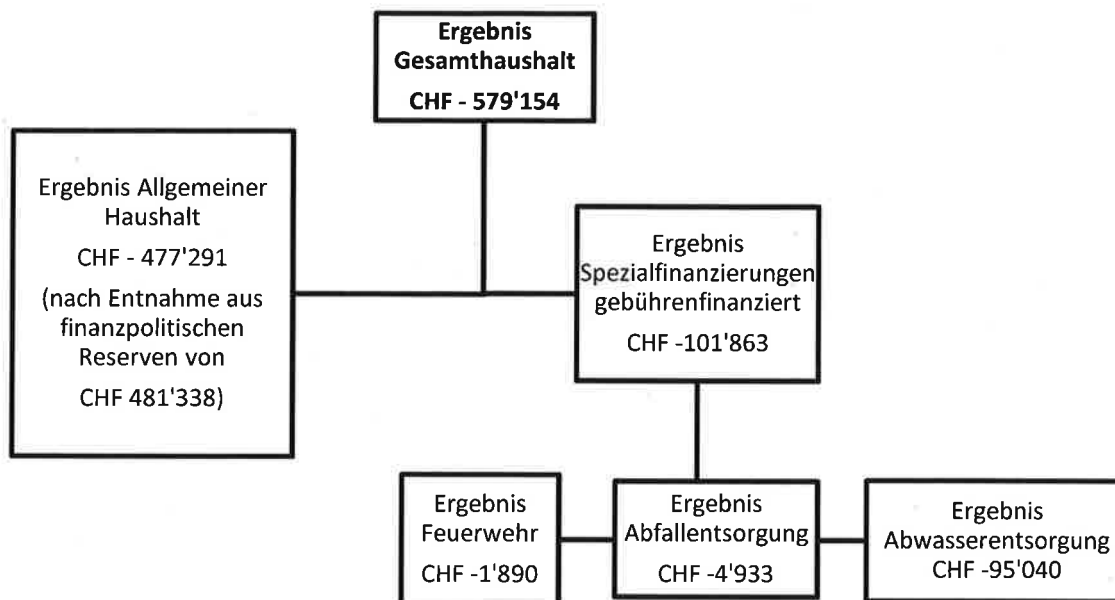 Ergebnis
Gesamthaushalt
CHF - 579'154
Ergebnis Allgemeiner
Haushalt
CHF - 477'291
(nach Entnahme aus
finanzpolitischen
Reserven von
CHF 481'338)
Ergebnis
Spezialfinanzierungen
gebührenfinanziert
CHF -101'863
Ergebnis
Feuerwehr
CHF -1'890
Ergebnis
Abfallentsorgung
CHF -4'933
Ergebnis
Abwasserentsorgung
CHF -95'040